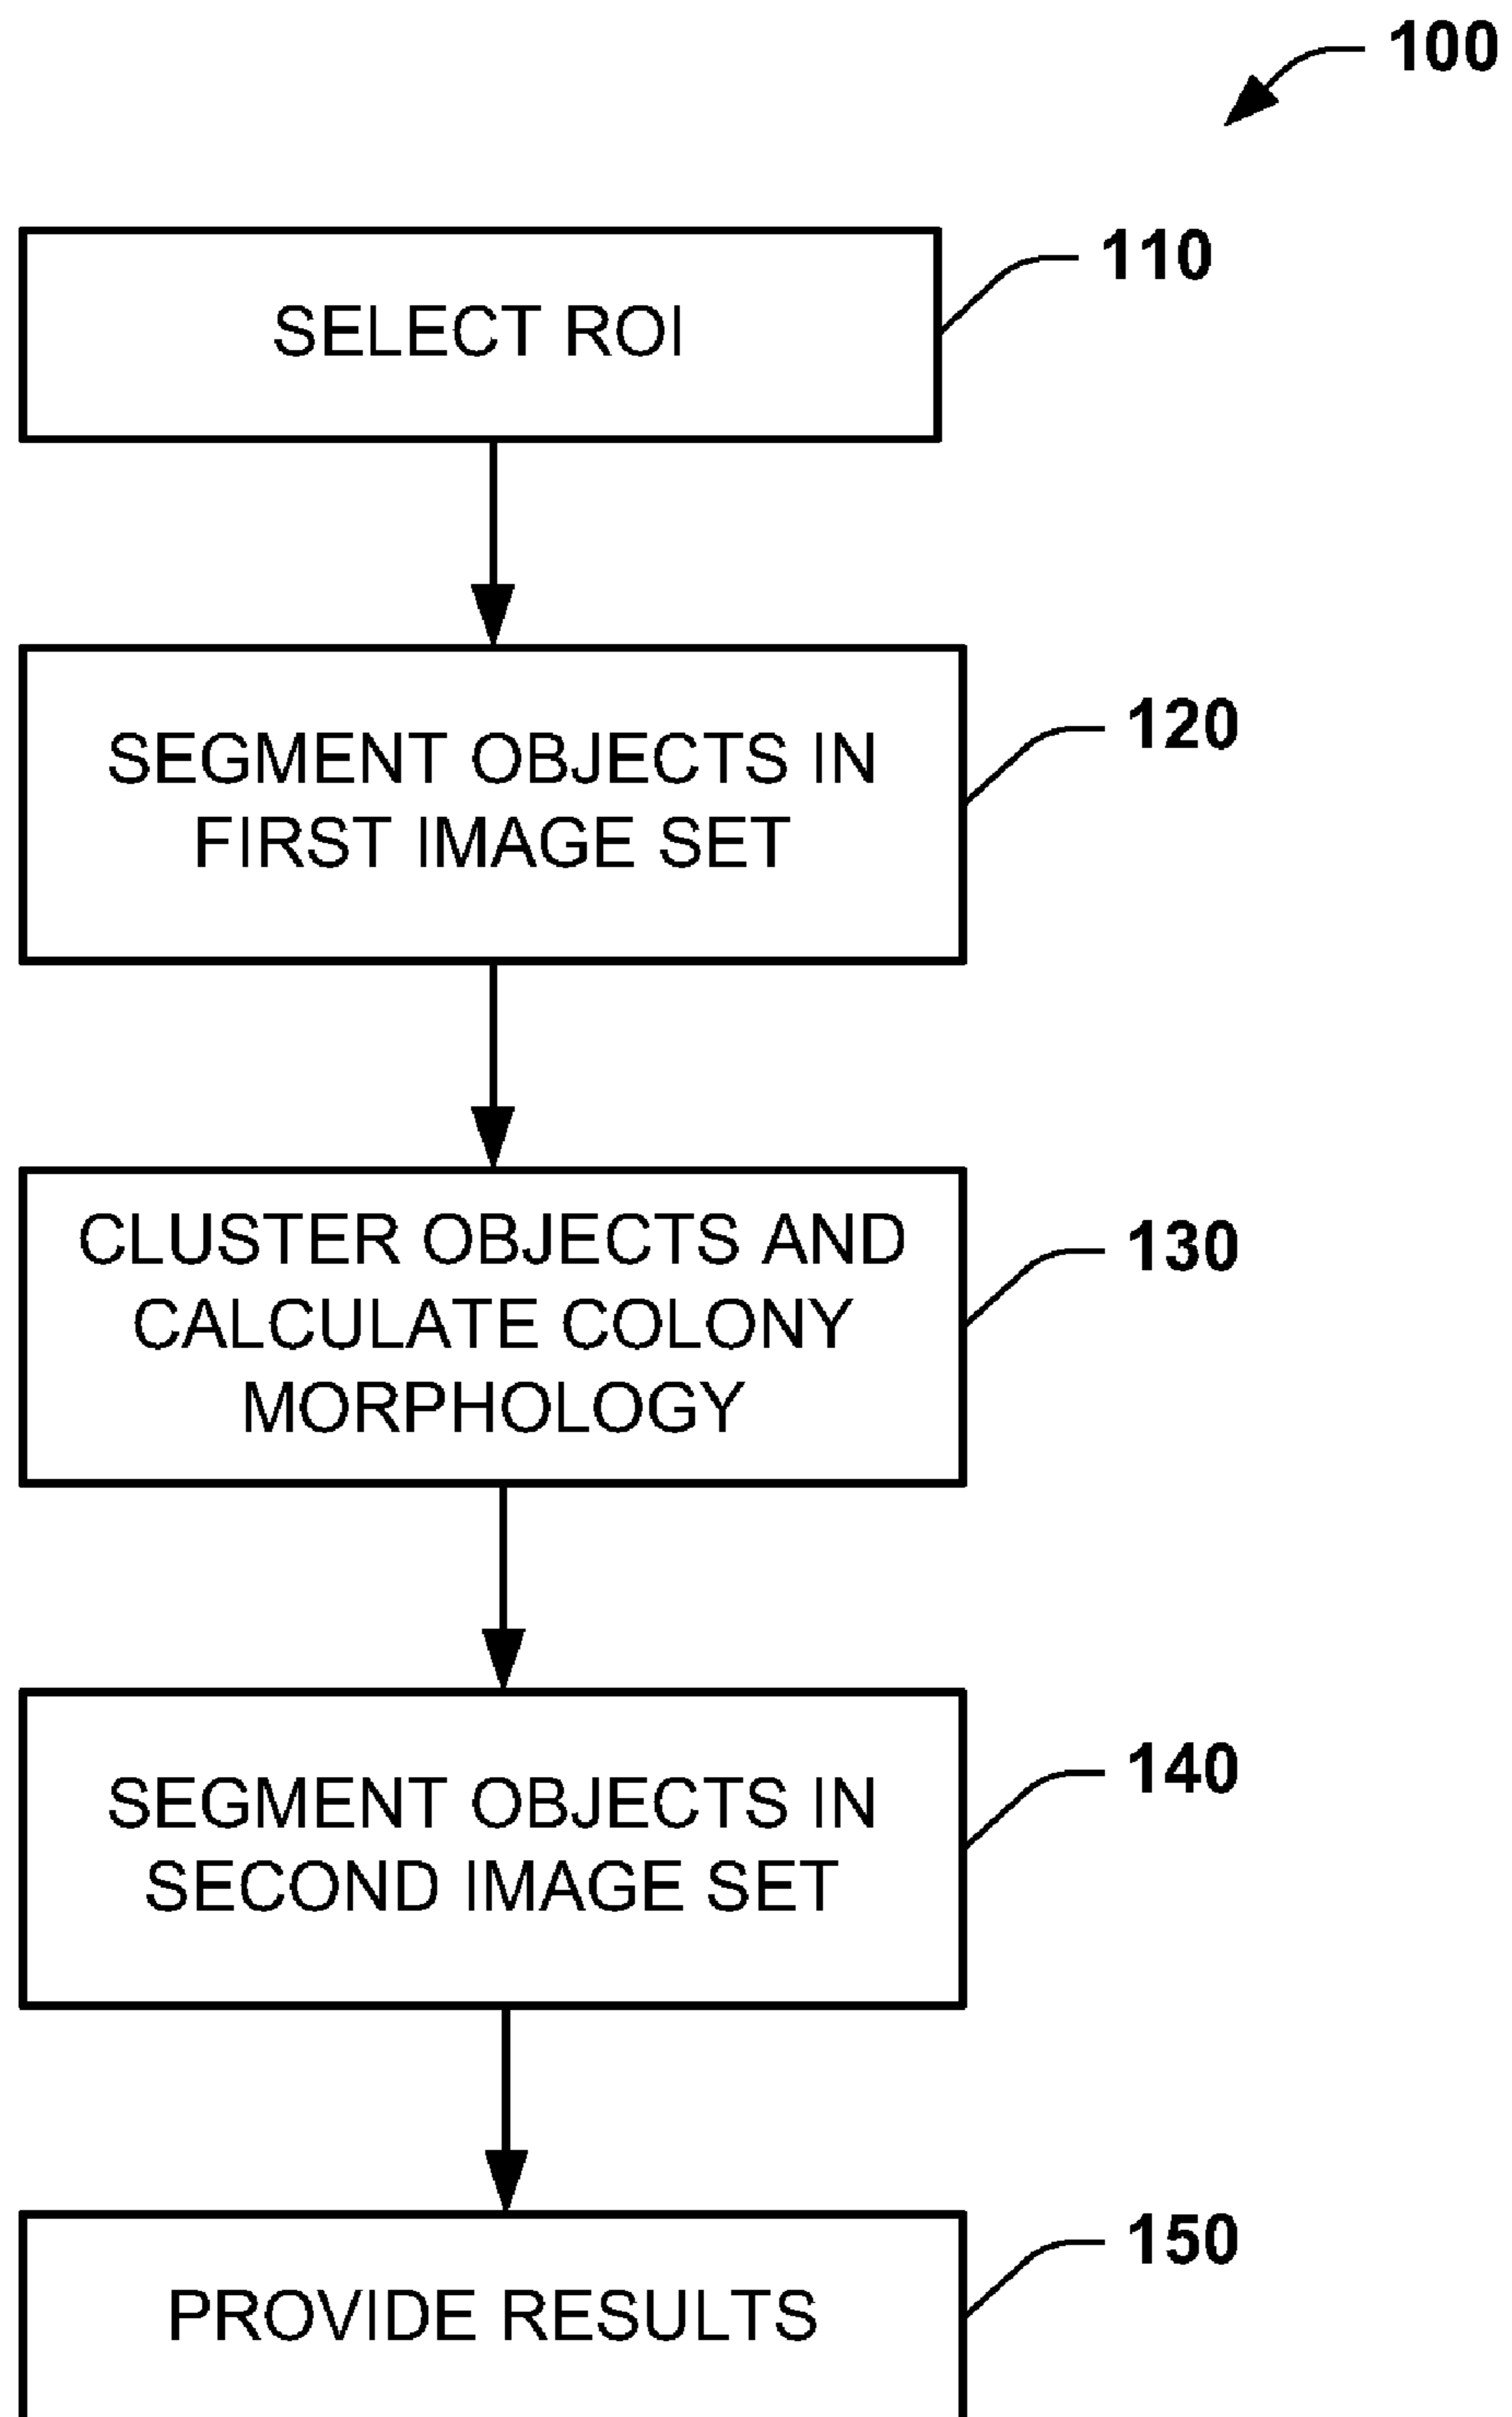 100
110
SELECT ROI
120
SEGMENT OBJECTS IN
FIRST IMAGE SET
130
CLUSTER OBJECTS AND
CALCULATE COLONY
MORPHOLOGY
140
SEGMENT OBJECTS IN
SECOND IMAGE SET
150
PROVIDE RESULTS